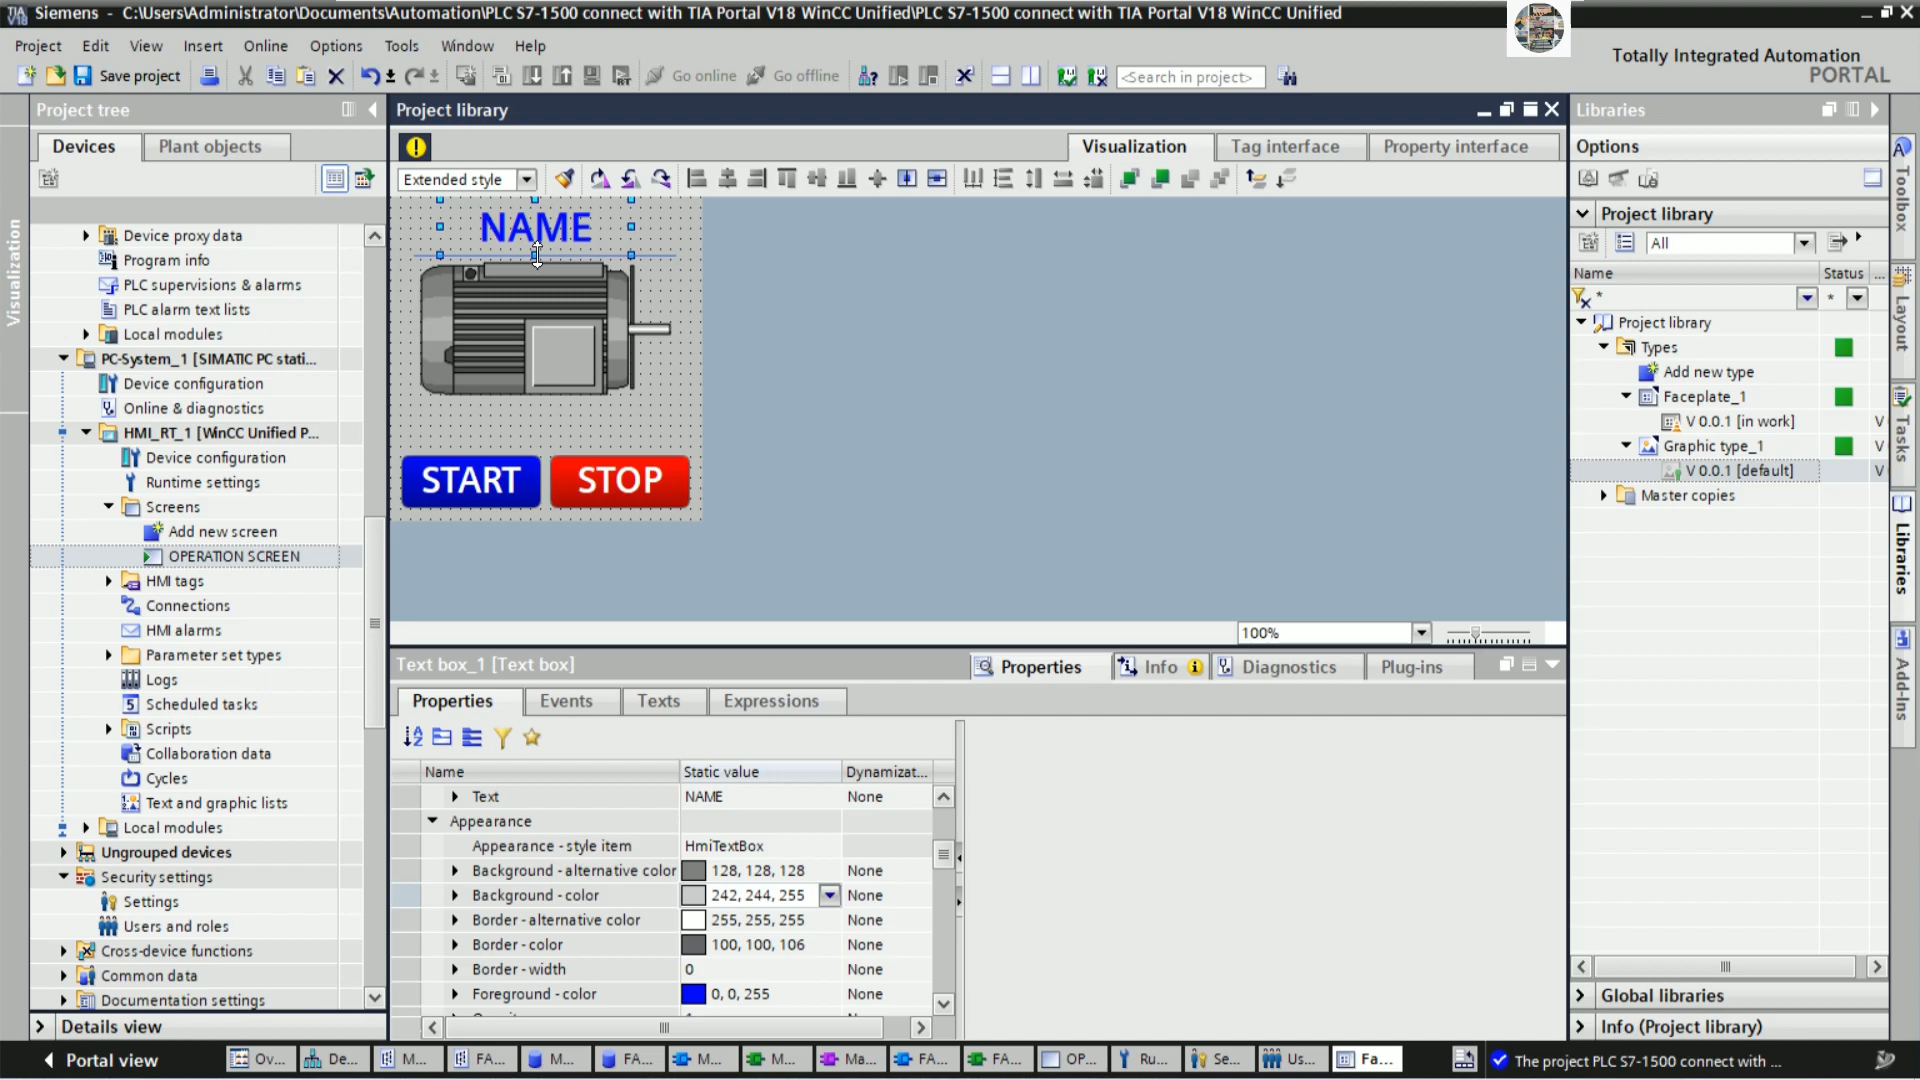 Siemens - C:\Users\Administrator\Documents\Automation\PLC S7-1500 connect with TIA Portal V18 WinCC Unified\PLC S7-1500 connect with TIA Portal V18 WinCC Unified
Project Edit View Insert Online Options Tools Window Help
Totally Integrated Automation
PORTAL
Save project Go online Go offline <Search in project>
Project tree
Devices Plant objects
Device proxy data
Program info
PLC supervisions & alarms
PLC alarm text lists
Local modules
PC-System_1 [SIMATIC PC stati...
Device configuration
Online & diagnostics
HMI_RT_1 [WinCC Unified P...
Device configuration
Runtime settings
Screens
Add new screen
OPERATION SCREEN
HMI tags
Connections
HMI alarms
Parameter set types
Logs
Scheduled tasks
Scripts
Collaboration data
Cycles
Text and graphic lists
Local modules
Ungrouped devices
Security settings
Settings
Users and roles
Cross-device functions
Common data
Documentation settings
Details view
Visualization
Project library
Visualization Tag interface Property interface
Extended style
NAME
START STOP
100%
Text box_1 [Text box]
Properties Info Diagnostics Plug-ins
Properties Events Texts Expressions
Name Static value Dynamizat...
Text NAME None
Appearance
Appearance - style item HmiTextBox
Background - alternative color 128, 128, 128 None
Background - color 242, 244, 255 None
Border - alternative color 255, 255, 255 None
Border - color 100, 100, 106 None
Border - width 0 None
Foreground - color 0, 0, 255 None
Libraries
Options
Project library
All
Name Status ...
* *
Project library
Types
Add new type
Faceplate_1
V 0.0.1 [in work] V
Graphic type_1
V 0.0.1 [default] V
Master copies
Global libraries
Info (Project library)
Toolbox
Layout
Tasks
Libraries
Add-Ins
Portal view Ov... De... M... FA... M... FA... M... M... Ma... FA... FA... OP... Ru... Se... Us... Fa... The project PLC S7-1500 connect with ...